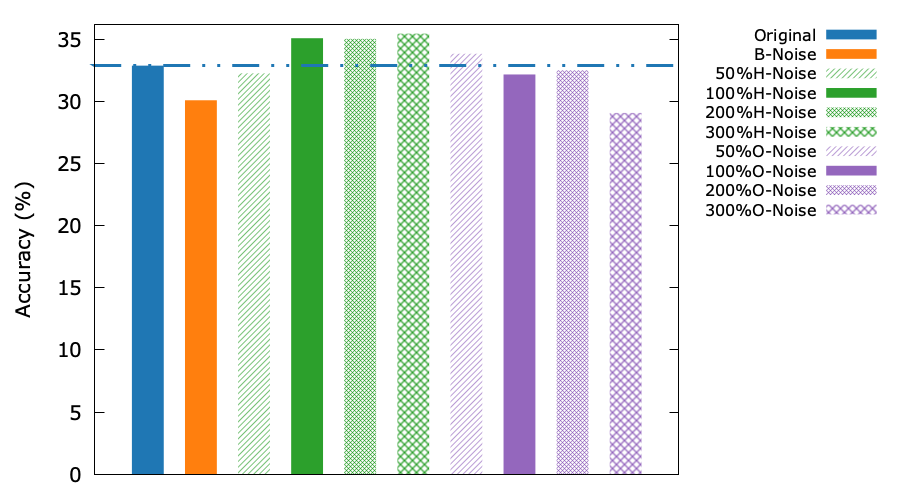 Accuracy (%)
35
30
25
20
15
10
5
0
Original
B-Noise
50%H-Noise
100%H-Noise
200%H-Noise
300%H-Noise
50%O-Noise
100%O-Noise
200%O-Noise
300%O-Noise